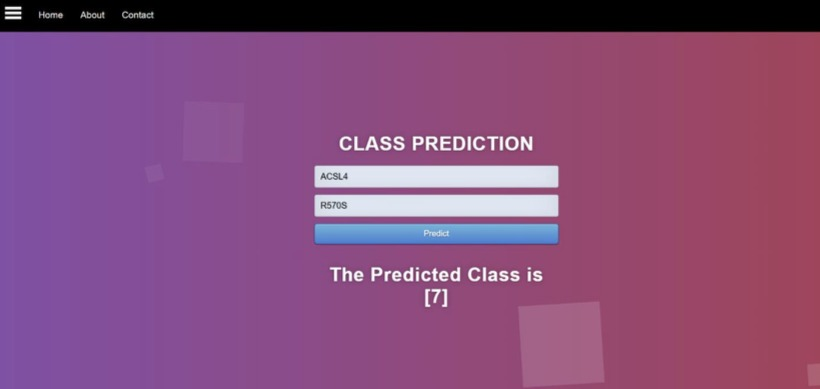 Home About Contact
CLASS PREDICTION
ACSL4
R570S
Predict
The Predicted Class is
[7]